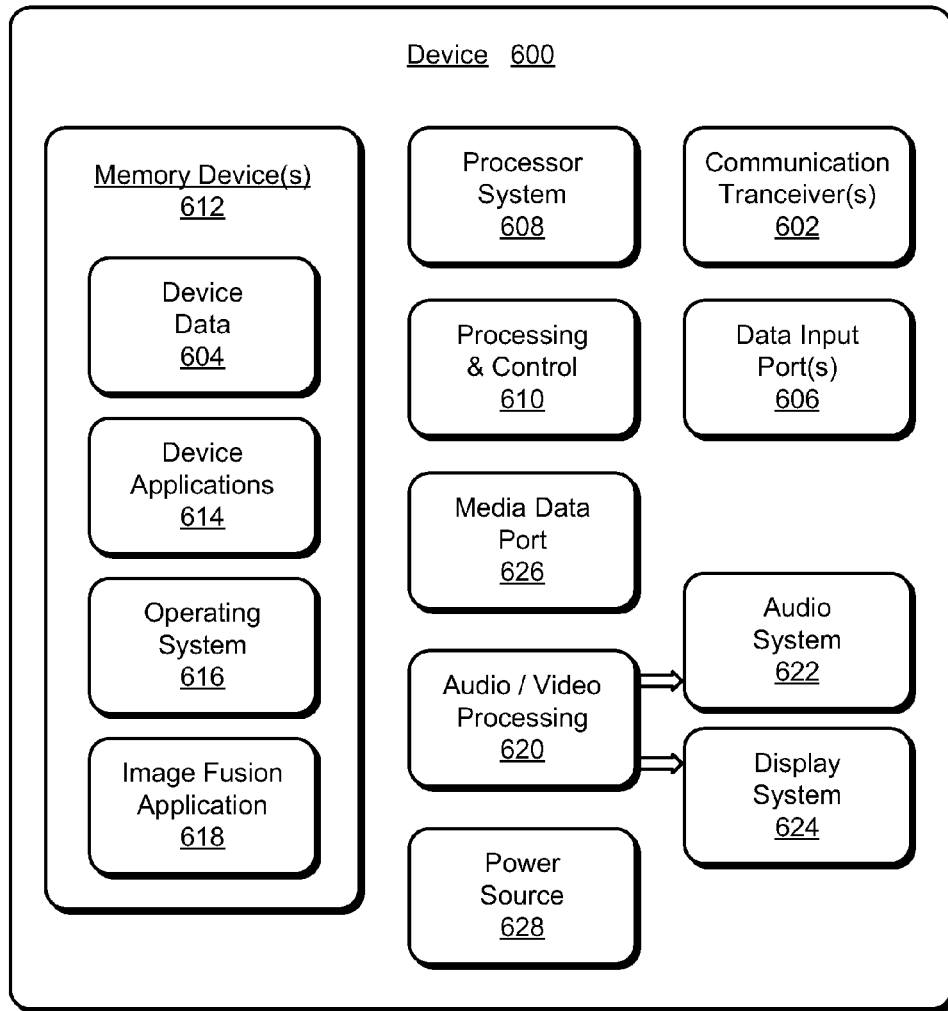 Device 600
Memory Device(s)
612
Device
Data
604
Device
Applications
614
Operating
System
616
Image Fusion
Application
618
Processor
System
608
Communication
Tranceiver(s)
602
Processing
& Control
610
Data Input
Port(s)
606
Media Data
Port
626
Audio / Video
Processing
620
Audio
System
622
Display
System
624
Power
Source
628